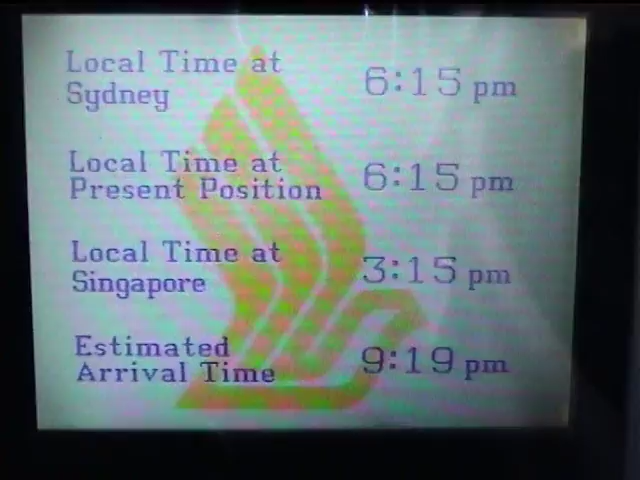 Local Time at
Sydney
6:15 pm
Local Time at
Present Position
6:15 pm
Local Time at
Singapore
3:15 pm
Estimated
Arrival Time
9:19 pm